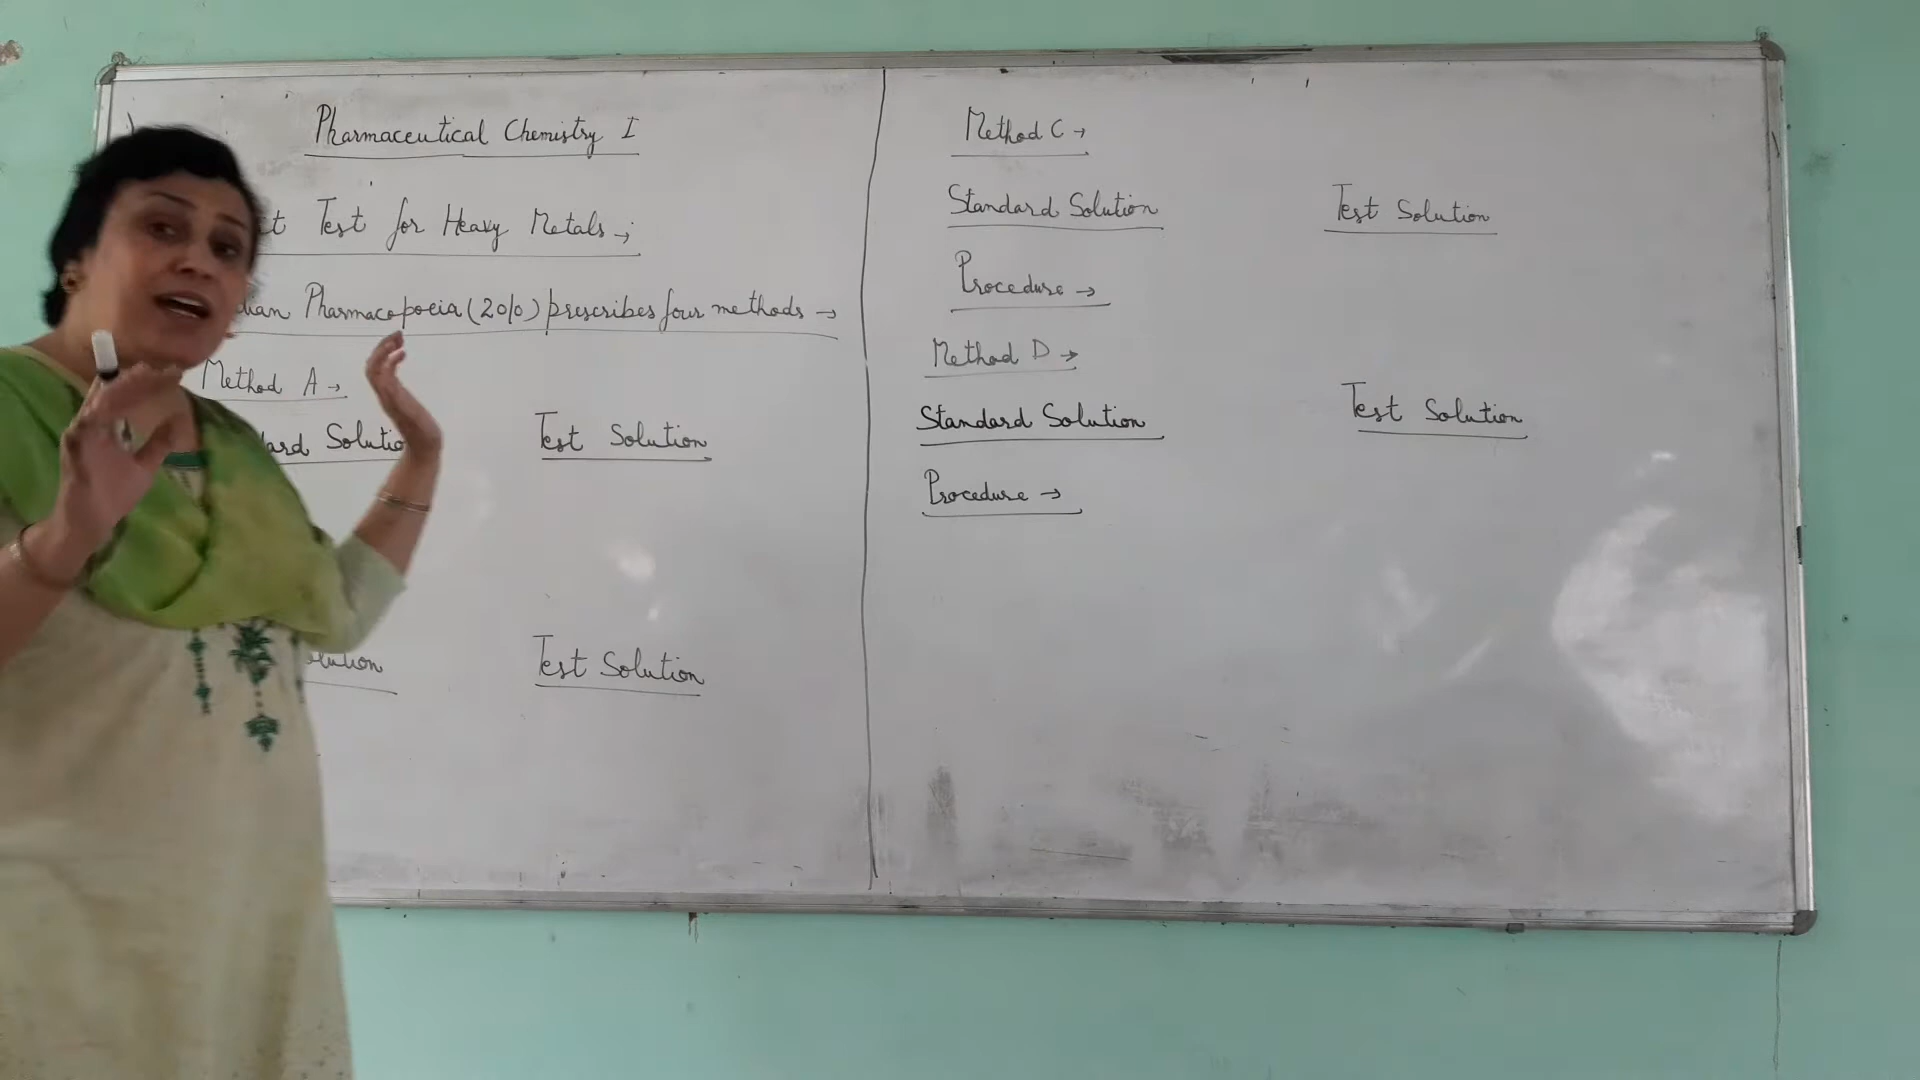 Pharmaceutical Chemistry I
Test for Heavy Metals
Pharmacopoeia (2010) prescribes four methods →
Method A →
Solution Test Solution
Test Solution
Method C →
Standard Solution Test Solution
Procedure →
Method D →
Standard Solution Test Solution
Procedure →